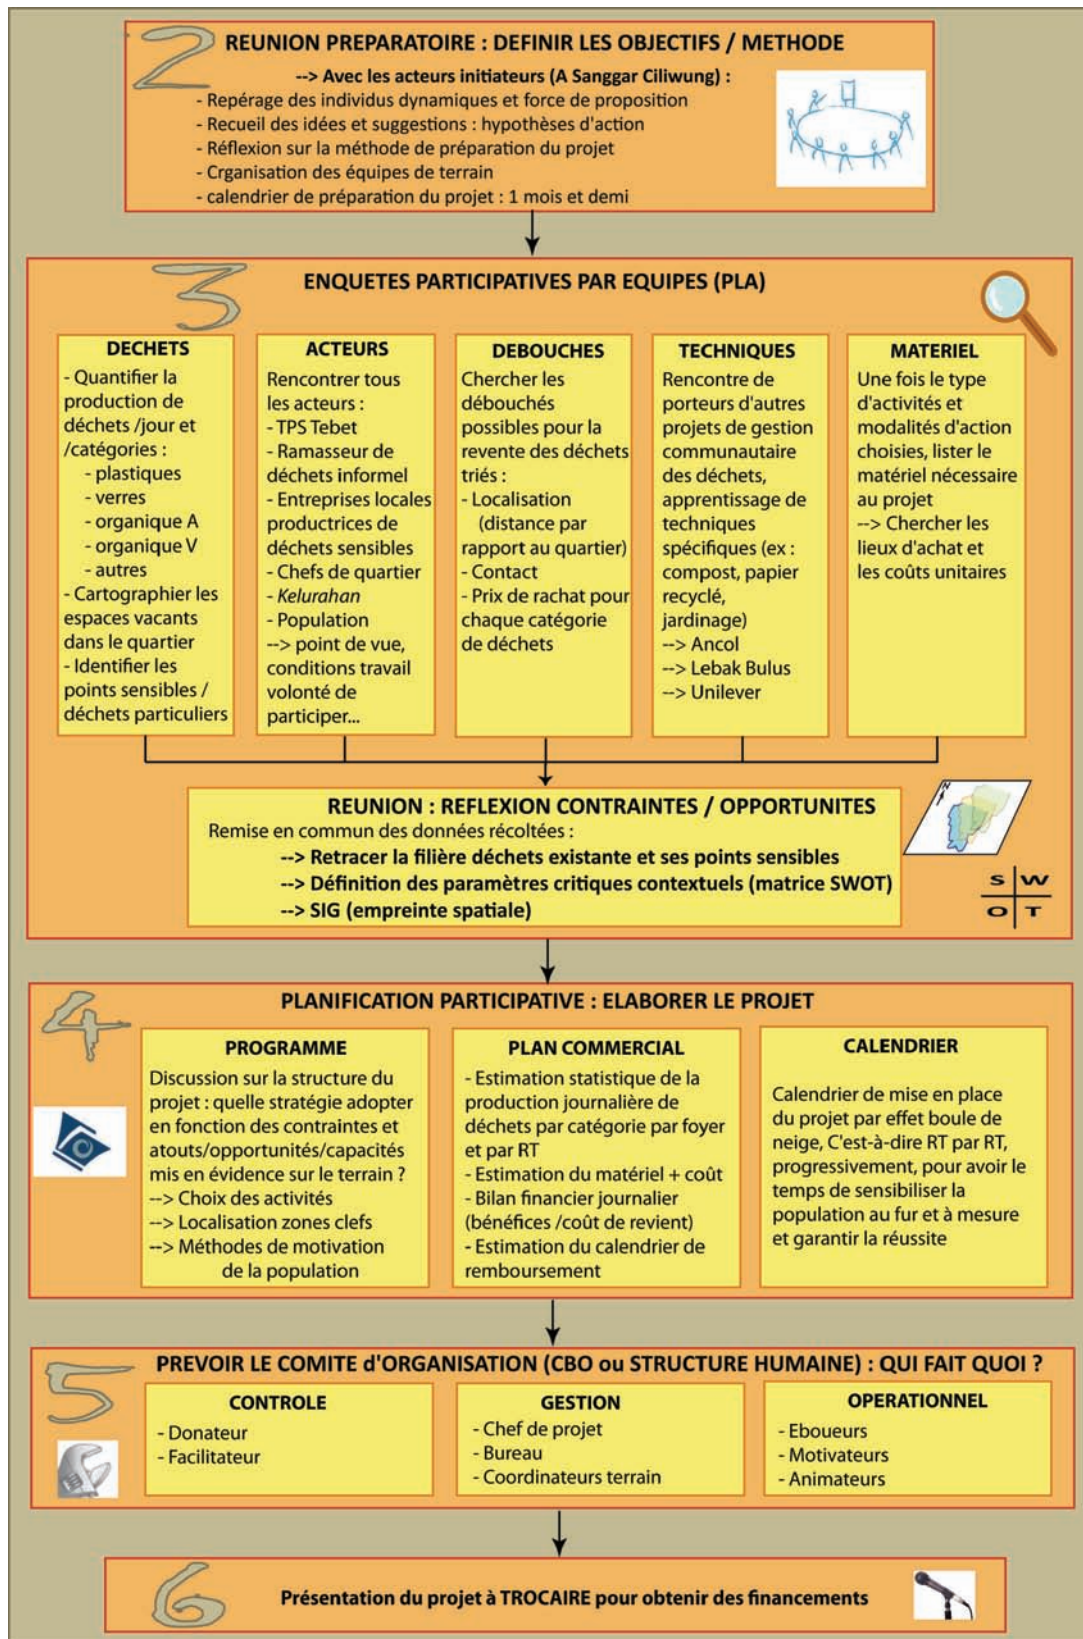 2
REUNION PREPARATOIRE : DEFINIR LES OBJECTIFS / METHODE
--> Avec les acteurs initiateurs (A Sanggar Ciliwung) :
- Repérage des individus dynamiques et force de proposition
- Recueil des idées et suggestions : hypothèses d'action
- Réflexion sur la méthode de préparation du projet
- Crganisation des équipes de terrain
- calendrier de préparation du projet : 1 mois et demi
3
ENQUETES PARTICIPATIVES PAR EQUIPES (PLA)
DECHETS
- Quantifier la
production de
déchets /jour et
/catégories :
- plastiques
- verres
- organique A
- organique V
- autres
- Cartographier les
espaces vacants
dans le quartier
- Identifier les
points sensibles /
déchets particuliers
ACTEURS
Rencontrer tous
les acteurs :
- TPS Tebet
- Ramasseur de
déchets informel
- Entreprises locales
productrices de
déchets sensibles
- Chefs de quartier
- Kelurahan
- Population
--> point de vue,
conditions travail
volonté de
participer...
DEBOUCHES
Chercher les
débouchés
possibles pour la
revente des déchets
triés :
- Localisation
(distance par
rapport au quartier)
- Contact
- Prix de rachat pour
chaque catégorie
de déchets
TECHNIQUES
Rencontre de
porteurs d'autres
projets de gestion
communautaire
des déchets,
apprentissage de
techniques
spécifiques (ex :
compost, papier
recyclé,
jardinage)
--> Ancol
--> Lebak Bulus
--> Unilever
MATERIEL
Une fois le type
d'activités et
modalités d'action
choisies, lister le
matériel nécessaire
au projet
--> Chercher les
lieux d'achat et
les coûts unitaires
REUNION : REFLEXION CONTRAINTES / OPPORTUNITES
Remise en commun des données récoltées :
--> Retracer la filière déchets existante et ses points sensibles
--> Définition des paramètres critiques contextuels (matrice SWOT)
--> SIG (empreinte spatiale)
N
S W
O T
4
PLANIFICATION PARTICIPATIVE : ELABORER LE PROJET
PROGRAMME
Discussion sur la structure du
projet : quelle stratégie adopter
en fonction des contraintes et
atouts/opportunités/capacités
mis en évidence sur le terrain ?
--> Choix des activités
--> Localisation zones clefs
--> Méthodes de motivation
de la population
PLAN COMMERCIAL
- Estimation statistique de la
production journalière de
déchets par catégorie par foyer
et par RT
- Estimation du matériel + coût
- Bilan financier journalier
(bénéfices /coût de revient)
- Estimation du calendrier de
remboursement
CALENDRIER
Calendrier de mise en place
du projet par effet boule de
neige, C'est-à-dire RT par RT,
progressivement, pour avoir le
temps de sensibiliser la
population au fur et à mesure
et garantir la réussite
5
PREVOIR LE COMITE d'ORGANISATION (CBO ou STRUCTURE HUMAINE) : QUI FAIT QUOI ?
CONTROLE
- Donateur
- Facilitateur
GESTION
- Chef de projet
- Bureau
- Coordinateurs terrain
OPERATIONNEL
- Eboueurs
- Motivateurs
- Animateurs
6
Présentation du projet à TROCAIRE pour obtenir des financements